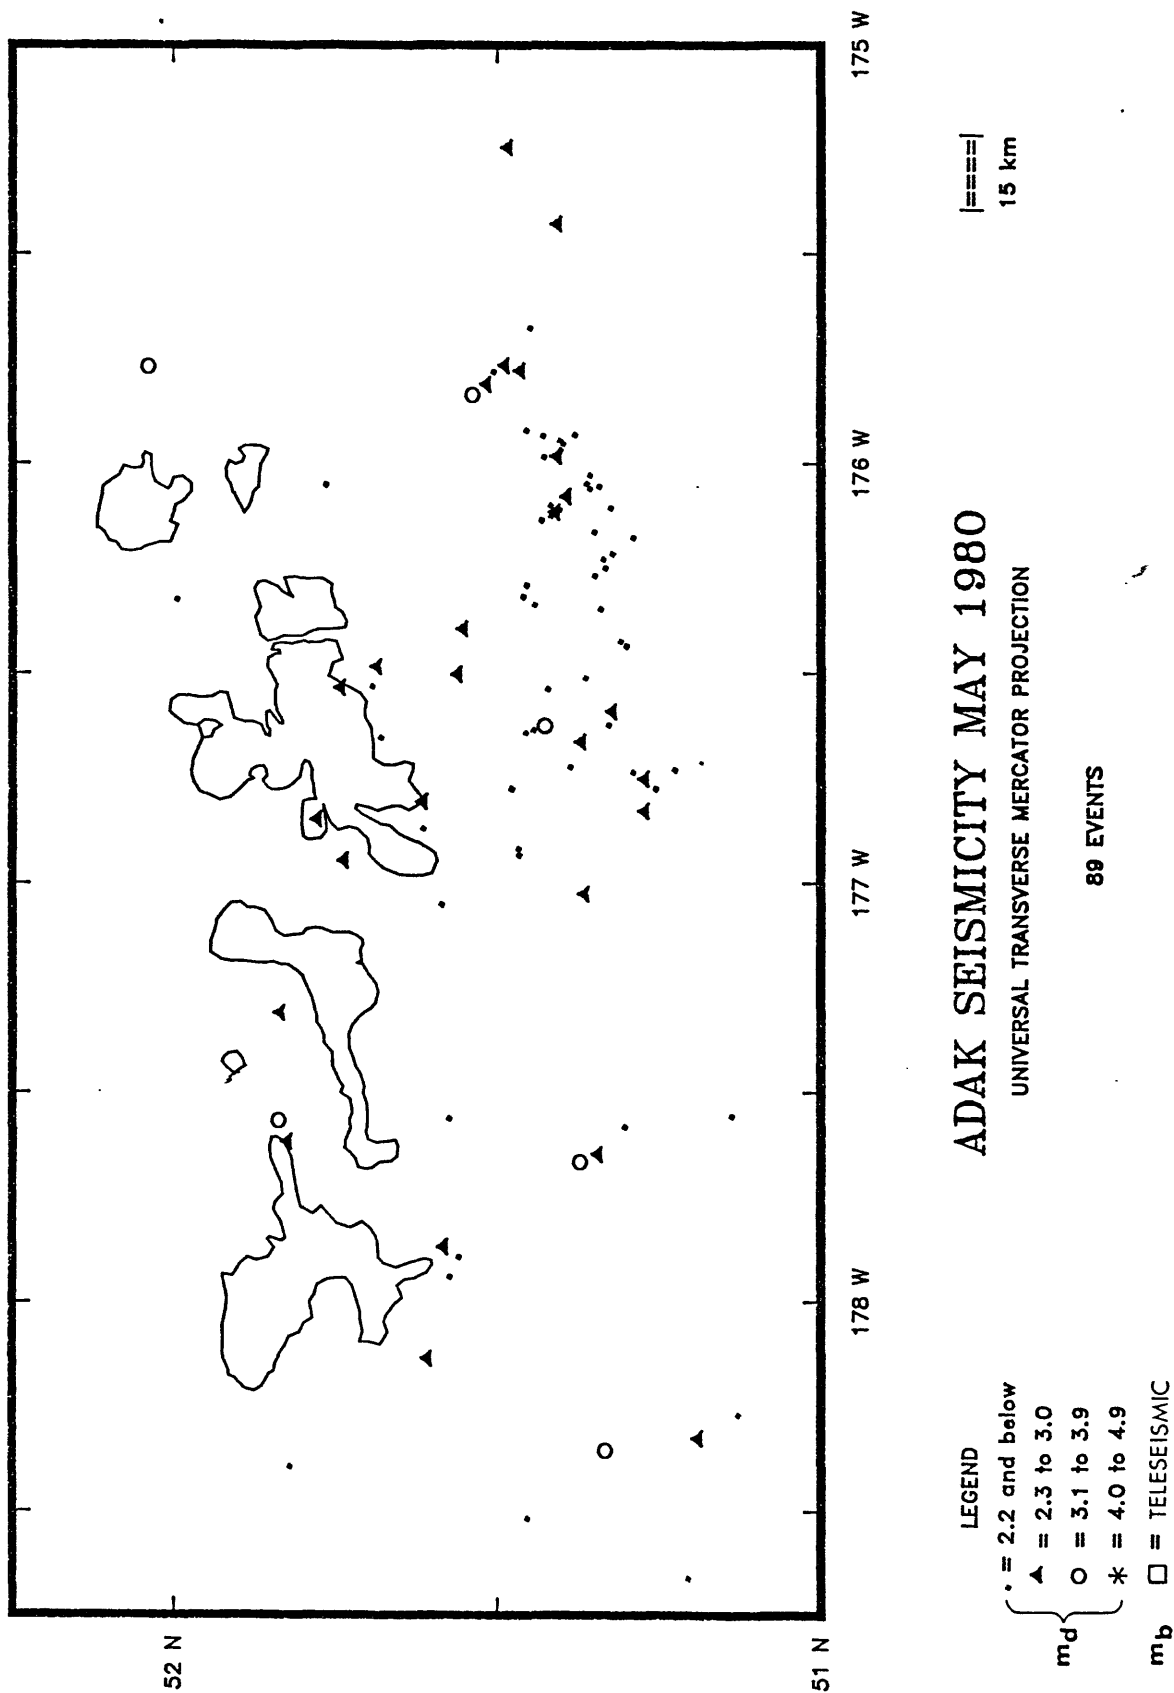 52 N
51 N
178 W
177 W
176 W
175 W
ADAK SEISMICITY MAY 1980
UNIVERSAL TRANSVERSE MERCATOR PROJECTION
89 EVENTS
|====|
15 km
LEGEND
· = 2.2 and below
▲ = 2.3 to 3.0
md
○ = 3.1 to 3.9
* = 4.0 to 4.9
mb □ = TELESEISMIC